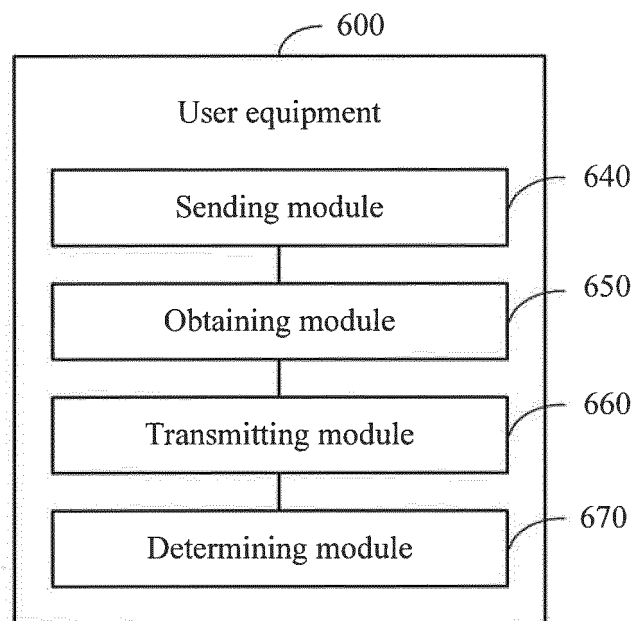 600
User equipment
640
Sending module
650
Obtaining module
660
Transmitting module
670
Determining module